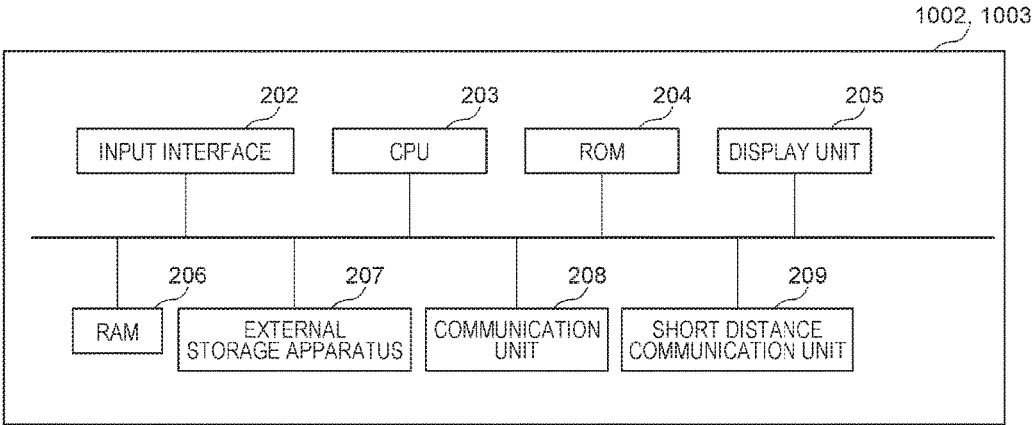 1002, 1003
202
203
204
205
INPUT INTERFACE
CPU
ROM
DISPLAY UNIT
206
207
208
209
RAM
EXTERNAL
STORAGE APPARATUS
COMMUNICATION
UNIT
SHORT DISTANCE
COMMUNICATION UNIT